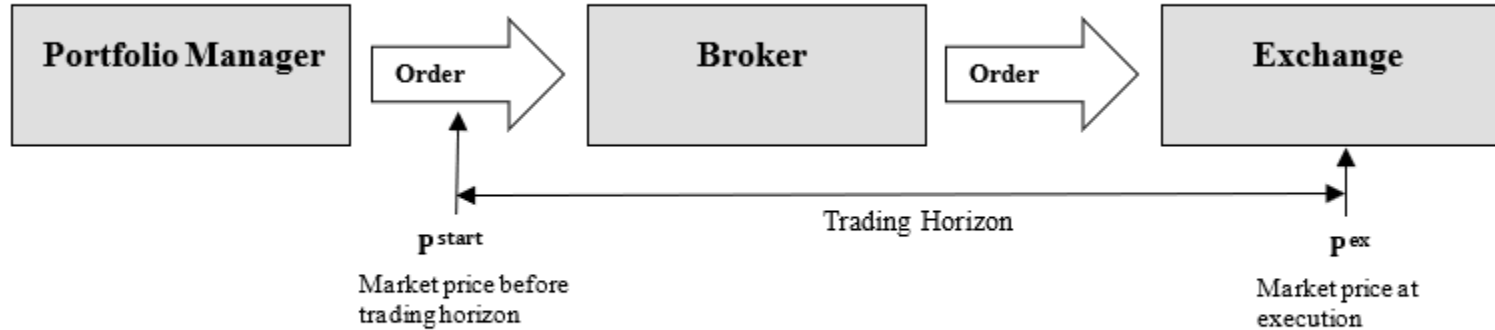 Portfolio Manager
Order
Broker
Order
Exchange
Trading Horizon
P start
Market price before
trading horizon
P ex
Market price at
execution